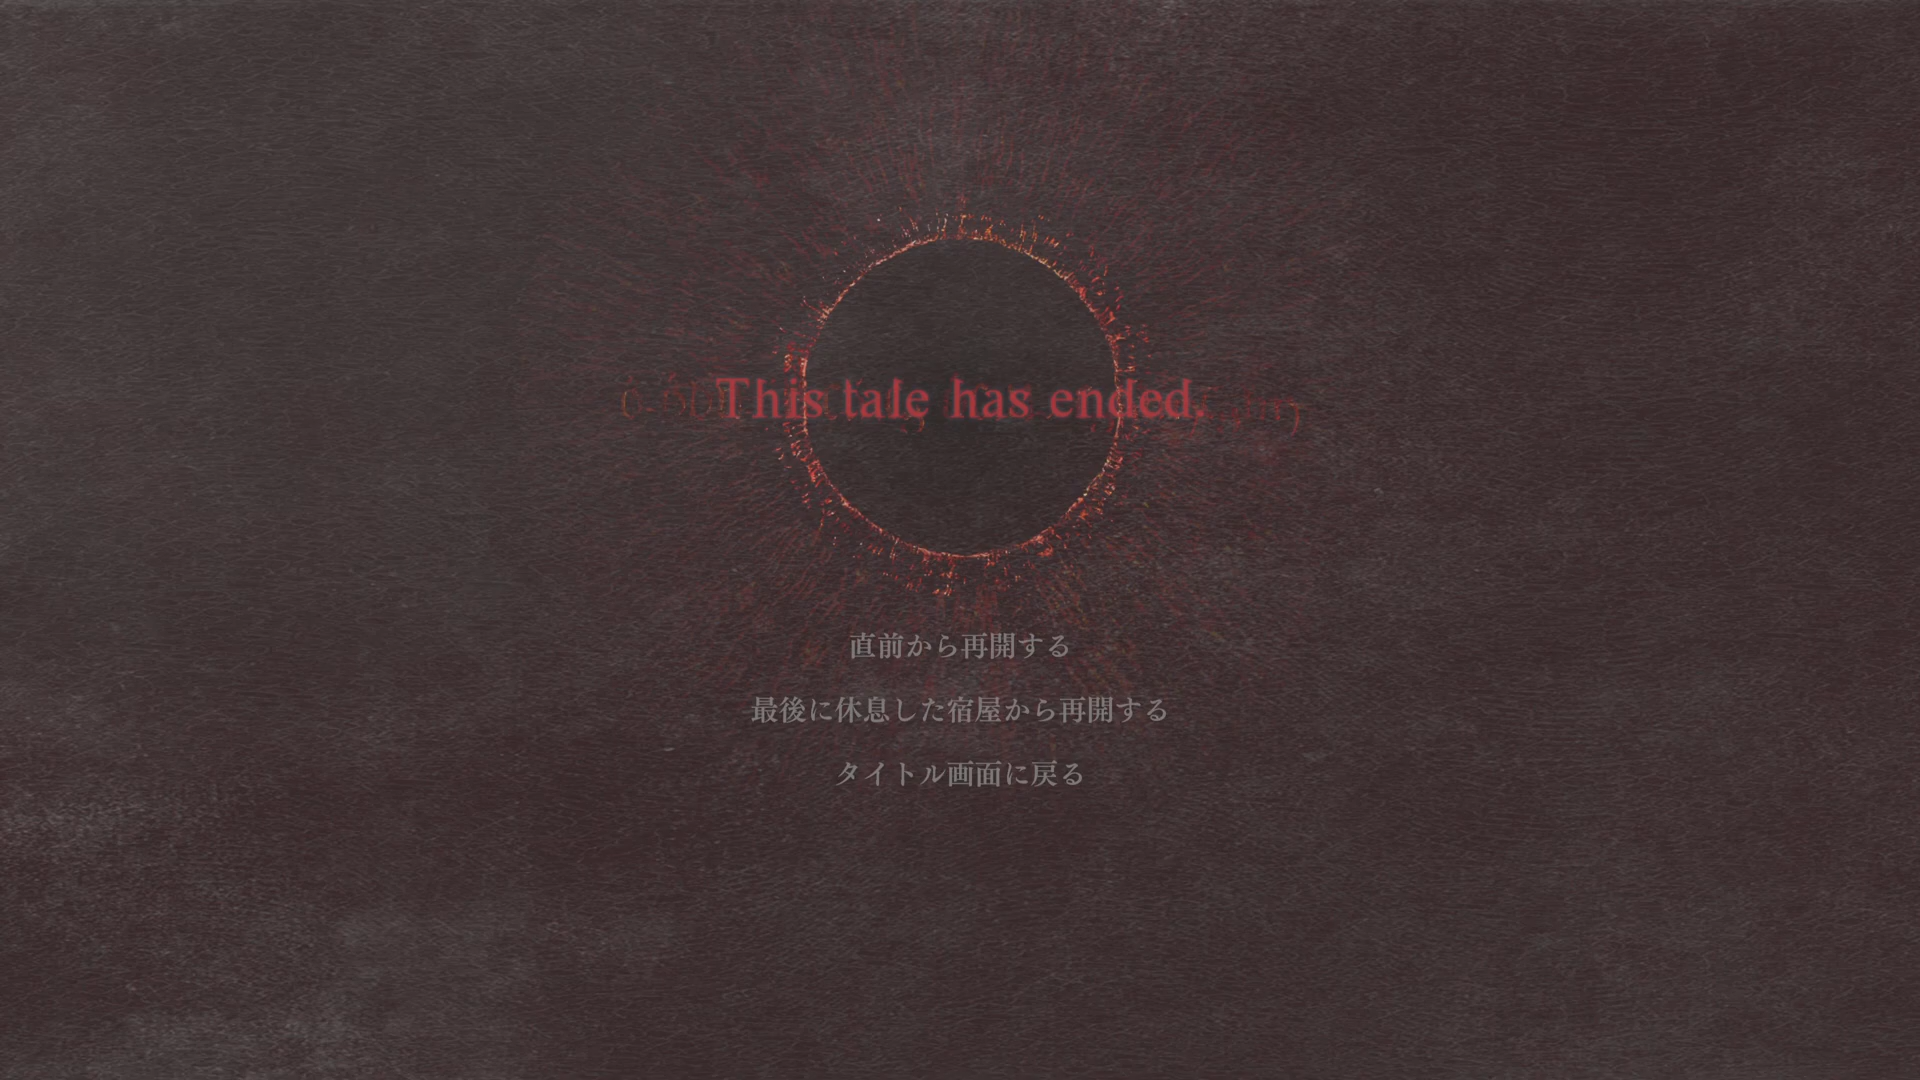 This tale has ended.
直前から再開する
最後に休息した宿屋から再開する
タイトル画面に戻る